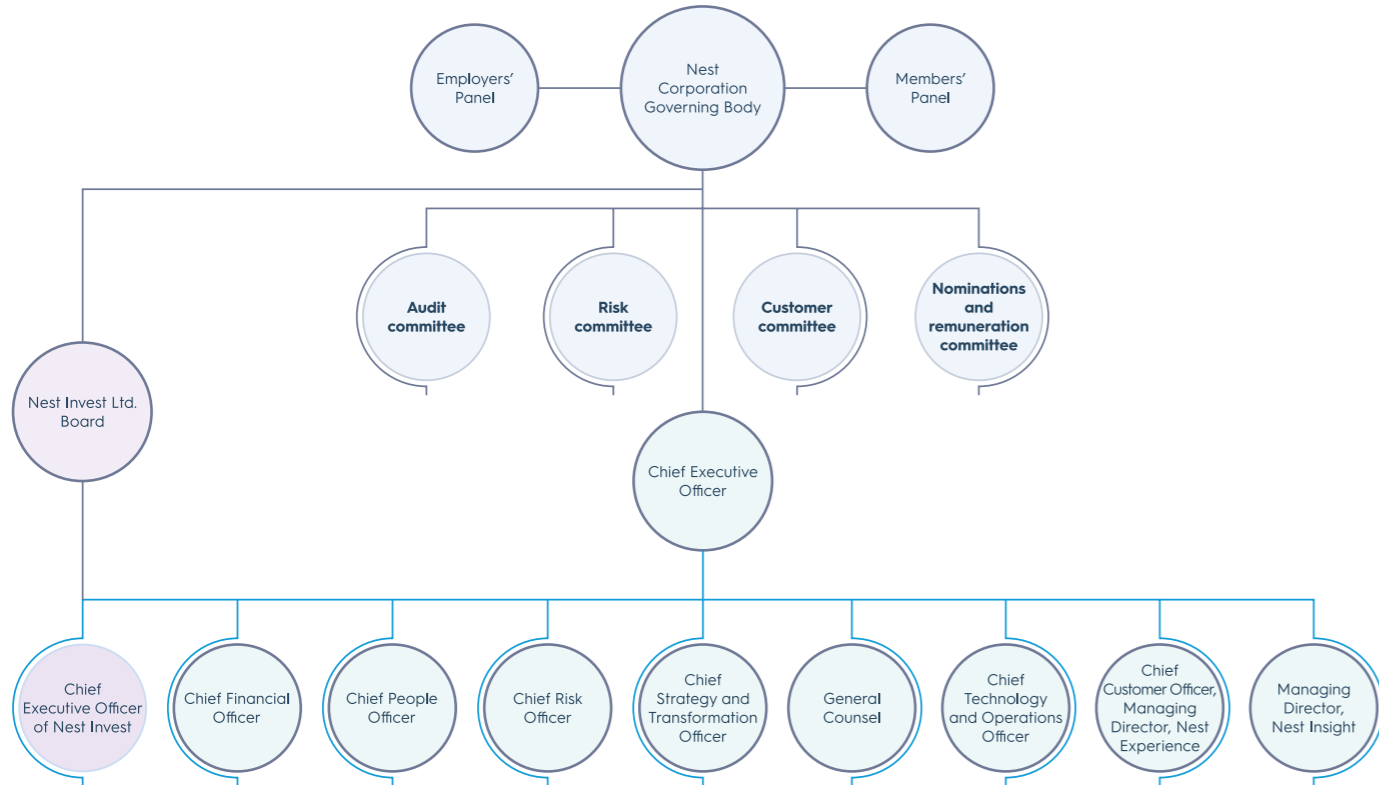 Employers’
Panel
Nest
Corporation
Governing Body
Members’
Panel
Audit
committee
Risk
committee
Customer
committee
Nominations
and
remuneration
committee
Nest Invest Ltd.
Board
Chief Executive
Officer
Chief
Executive Officer
of Nest Invest
Chief Financial
Officer
Chief People
Officer
Chief Risk
Officer
Chief
Strategy and
Transformation
Officer
General
Counsel
Chief
Technology
and Operations
Officer
Chief
Customer Officer,
Managing
Director, Nest
Experience
Managing
Director,
Nest Insight